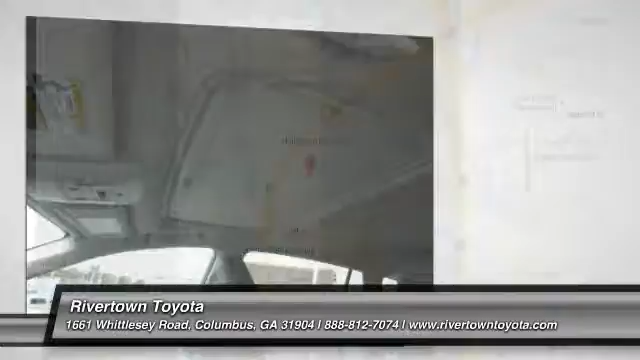 Rivertown Toyota
1661 Whittlesey Road, Columbus, GA 31904 | 888-812-7074 | www.rivertowntoyota.com